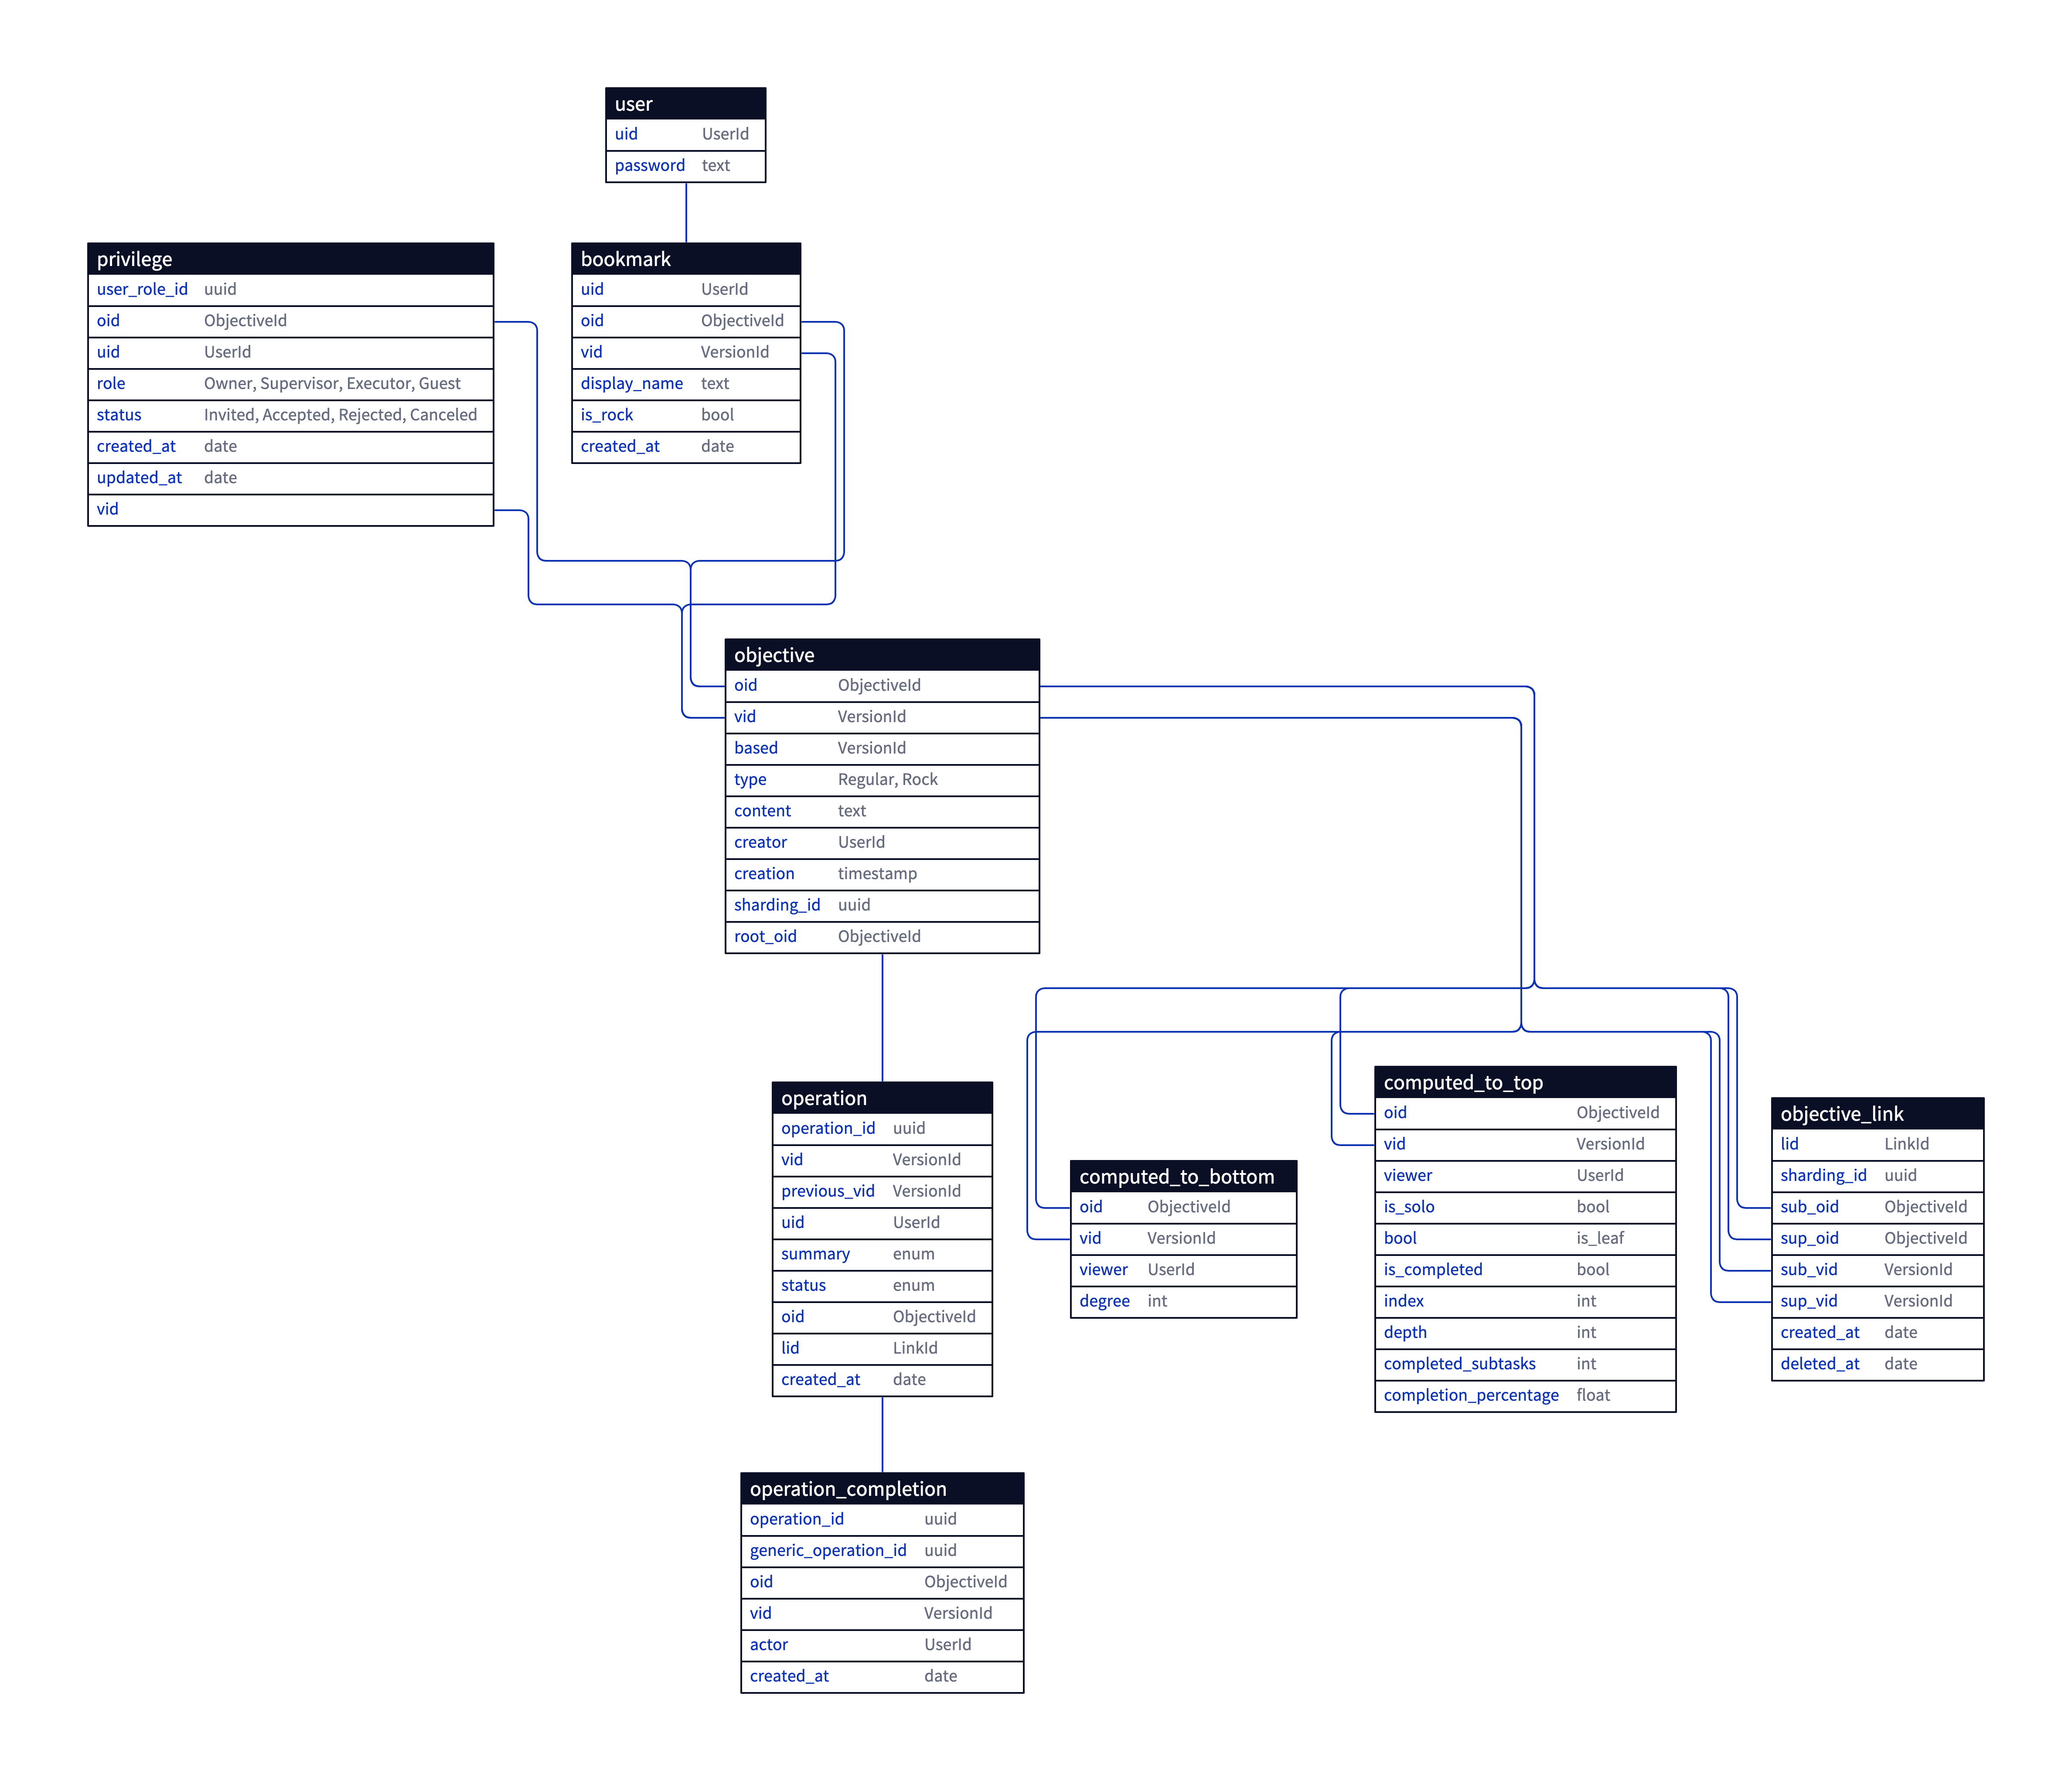 user
uid UserId
password text
privilege
user_role_id uuid
oid ObjectiveId
uid UserId
role Owner, Supervisor, Executor, Guest
status Invited, Accepted, Rejected, Canceled
created_at date
updated_at date
vid
bookmark
uid UserId
oid ObjectiveId
vid VersionId
display_name text
is_rock bool
created_at date
objective
oid ObjectiveId
vid VersionId
based VersionId
type Regular, Rock
content text
creator UserId
creation timestamp
sharding_id uuid
root_oid ObjectiveId
operation
operation_id uuid
vid VersionId
previous_vid VersionId
uid UserId
summary enum
status enum
oid ObjectiveId
lid LinkId
created_at date
computed_to_bottom
oid ObjectiveId
vid VersionId
viewer UserId
degree int
computed_to_top
oid ObjectiveId
vid VersionId
viewer UserId
is_solo bool
bool is_leaf
is_completed bool
index int
depth int
completed_subtasks int
completion_percentage float
objective_link
lid LinkId
sharding_id uuid
sub_oid ObjectiveId
sup_oid ObjectiveId
sub_vid VersionId
sup_vid VersionId
created_at date
deleted_at date
operation_completion
operation_id uuid
generic_operation_id uuid
oid ObjectiveId
vid VersionId
actor UserId
created_at date